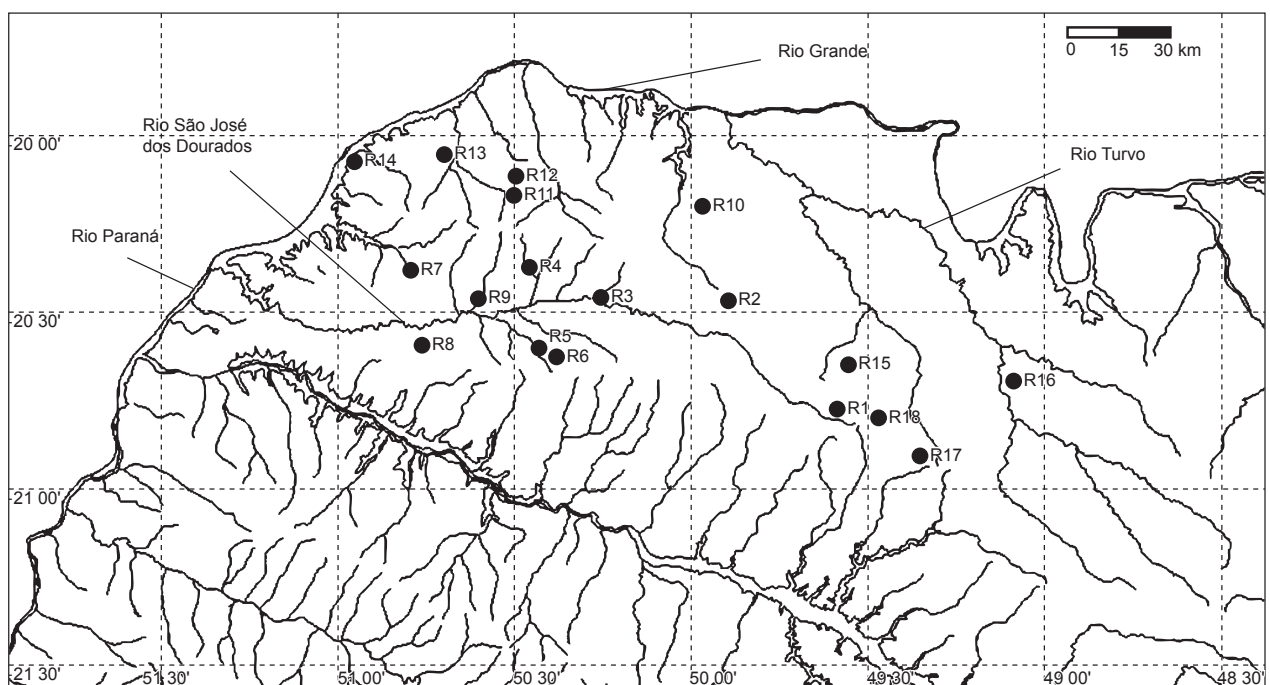 0 15 30 km
Rio Grande
Rio São José
dos Dourados
Rio Turvo
Rio Paraná
20 00'
R14
R13
R12
R11
R10
R7
R4
R9
R3
R2
20 30'
R8
R5
R6
R15
R16
R1
R18
R17
21 00'
21 30'
51 30'
51 00'
50 30'
50 00'
49 30'
49 00'
48 30'